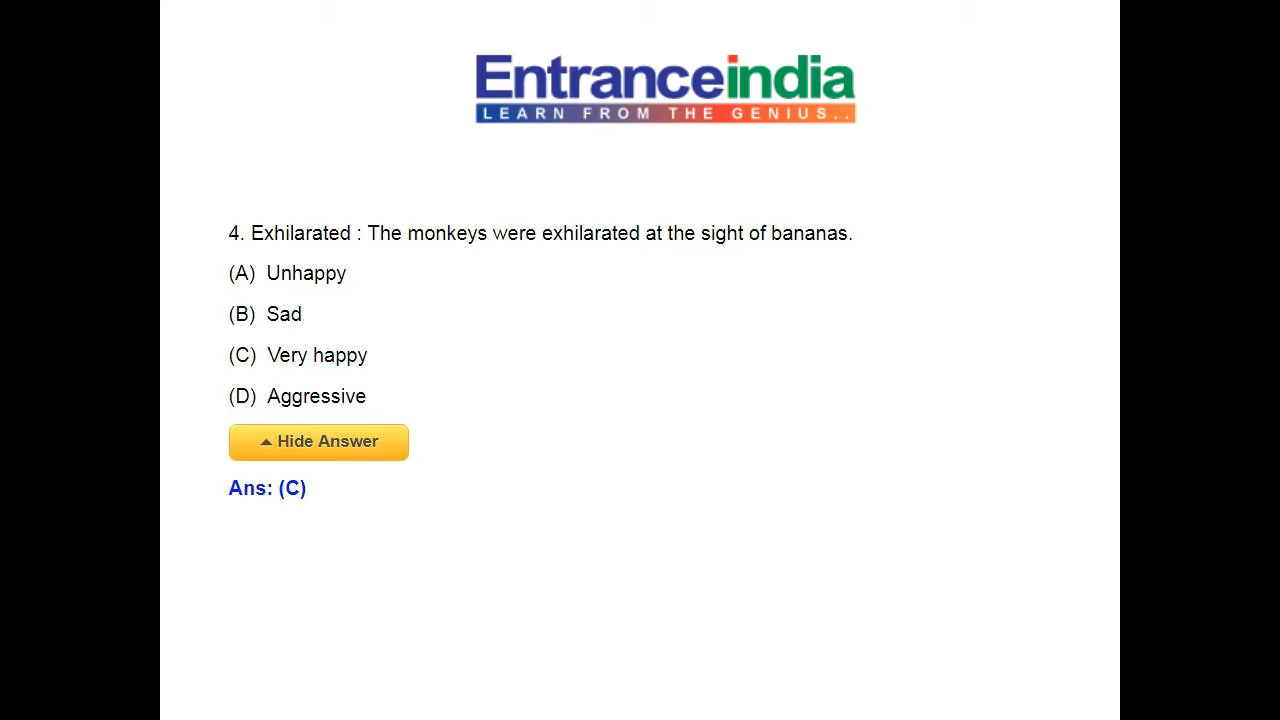 Entranceindia
LEARN FROM THE GENIUS..
4. Exhilarated : The monkeys were exhilarated at the sight of bananas.
(A) Unhappy
(B) Sad
(C) Very happy
(D) Aggressive
Hide Answer
Ans: (C)